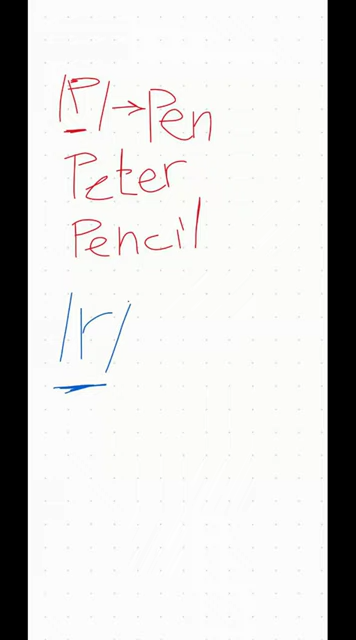 /P/→Pen
Peter
Pencil
/r/